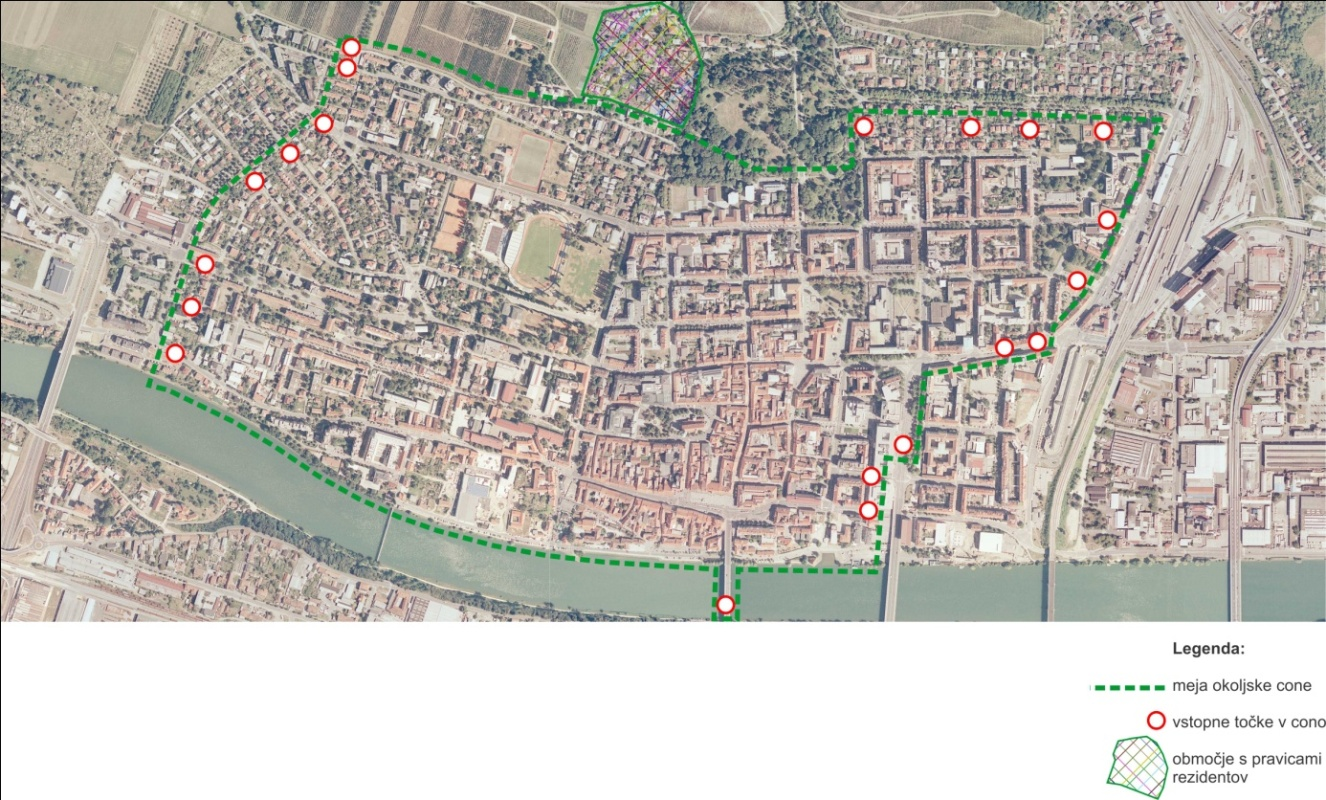 Legenda:
meja okoljske cone
vstopne točke v cono
območje s pravicami
rezidentov